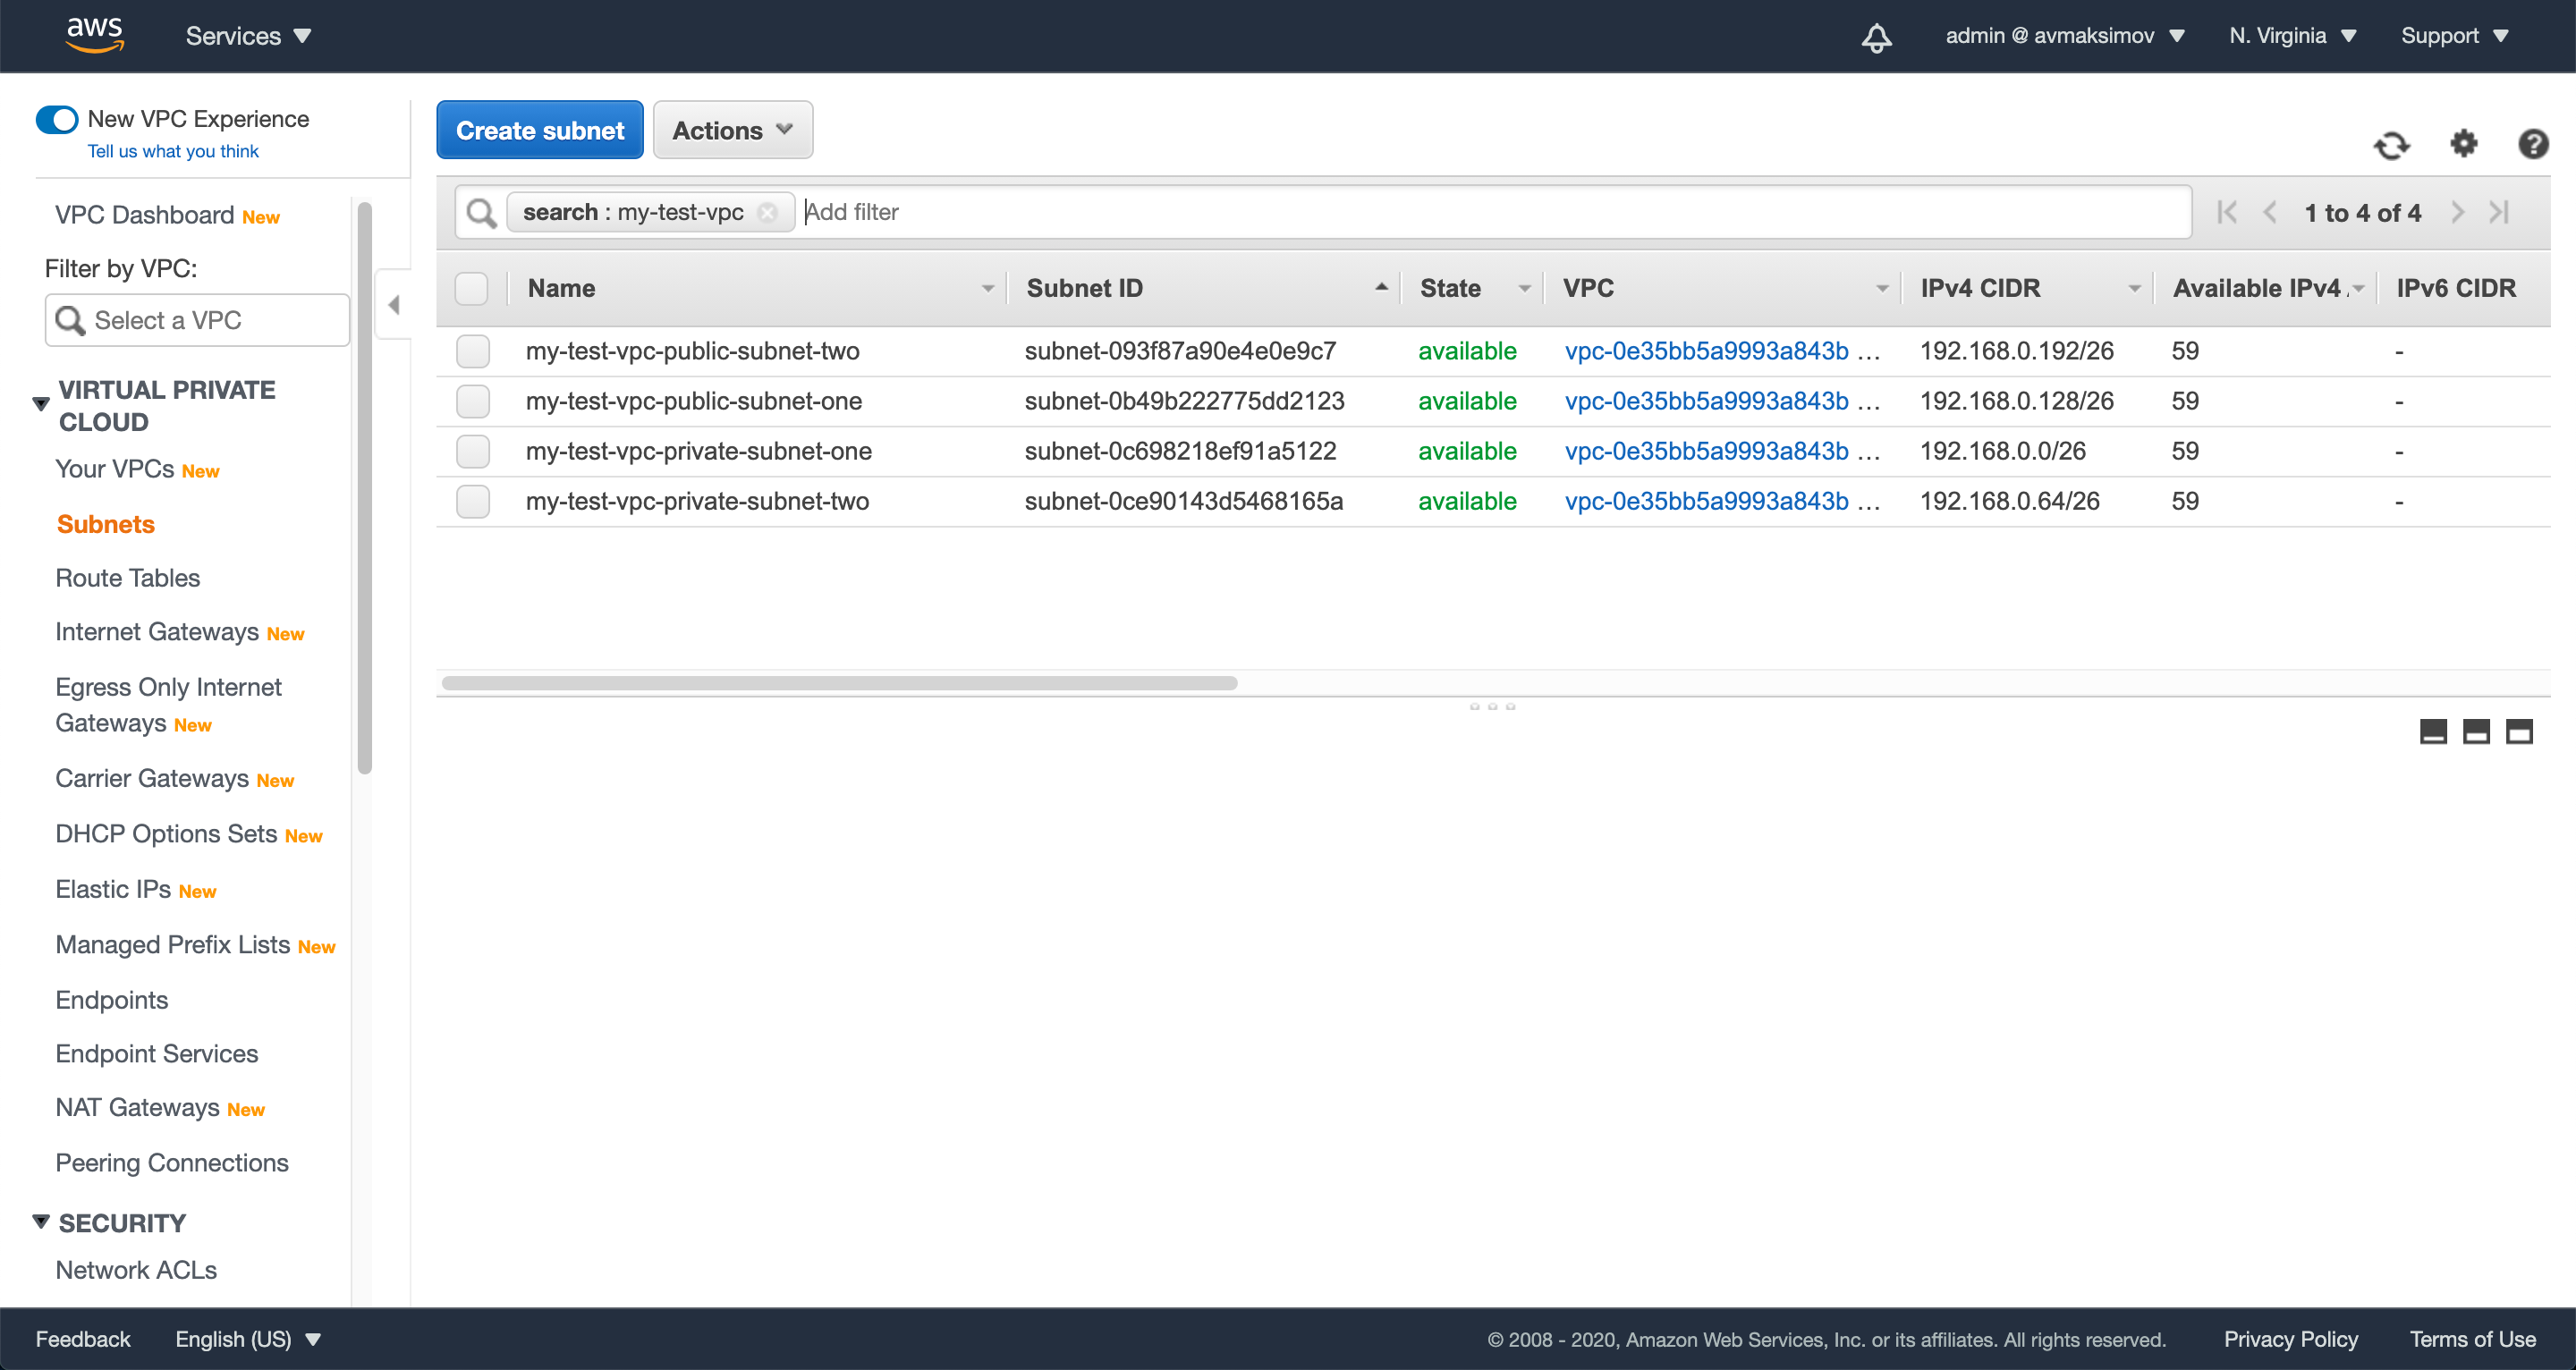 aws Services admin @ avmaksimov N. Virginia Support
New VPC Experience
Tell us what you think
Create subnet Actions
VPC Dashboard New
Filter by VPC:
Select a VPC
VIRTUAL PRIVATE
CLOUD
Your VPCs New
Subnets
Route Tables
Internet Gateways New
Egress Only Internet
Gateways New
Carrier Gateways New
DHCP Options Sets New
Elastic IPs New
Managed Prefix Lists New
Endpoints
Endpoint Services
NAT Gateways New
Peering Connections
SECURITY
Network ACLs
search : my-test-vpc Add filter 1 to 4 of 4
Name Subnet ID State VPC IPv4 CIDR Available IPv4 IPv6 CIDR
my-test-vpc-public-subnet-two subnet-093f87a90e4e0e9c7 available vpc-0e35bb5a9993a843b ... 192.168.0.192/26 59 -
my-test-vpc-public-subnet-one subnet-0b49b222775dd2123 available vpc-0e35bb5a9993a843b ... 192.168.0.128/26 59 -
my-test-vpc-private-subnet-one subnet-0c698218ef91a5122 available vpc-0e35bb5a9993a843b ... 192.168.0.0/26 59 -
my-test-vpc-private-subnet-two subnet-0ce90143d5468165a available vpc-0e35bb5a9993a843b ... 192.168.0.64/26 59 -
Feedback English (US) © 2008 - 2020, Amazon Web Services, Inc. or its affiliates. All rights reserved. Privacy Policy Terms of Use